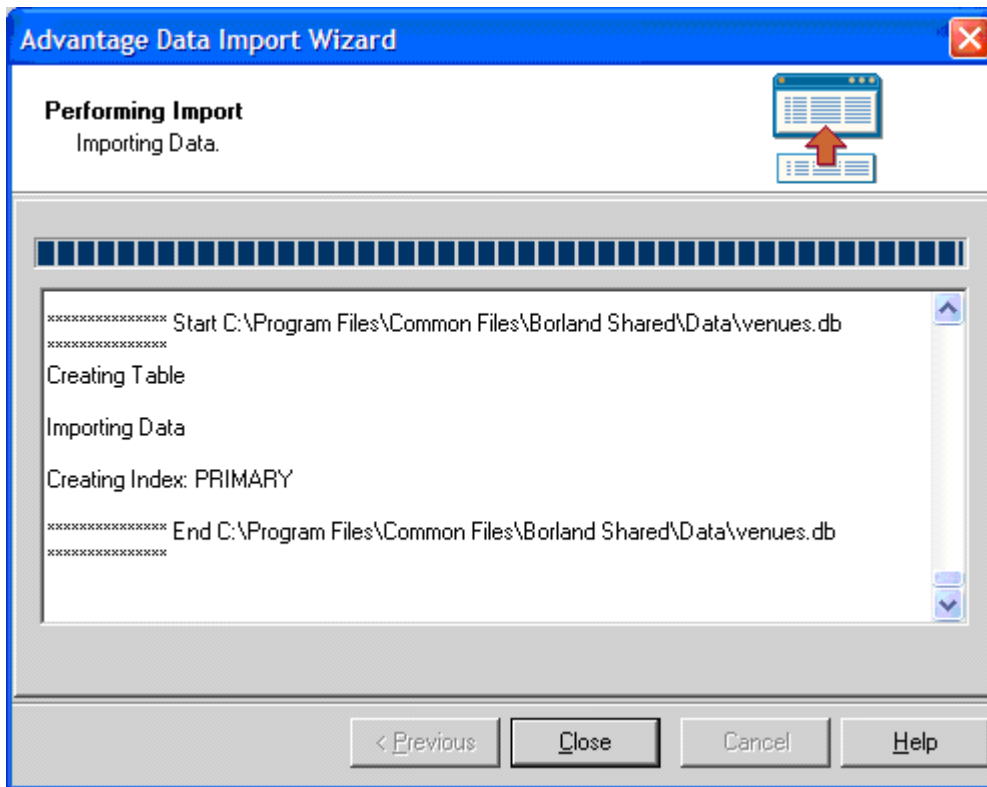 Advantage Data Import Wizard
Performing Import
Importing Data.
*************** Start C:\Program Files\Common Files\Borland Shared\Data\venues.db
***************
Creating Table
Importing Data
Creating Index: PRIMARY
*************** End C:\Program Files\Common Files\Borland Shared\Data\venues.db
***************
< Previous Close Cancel Help